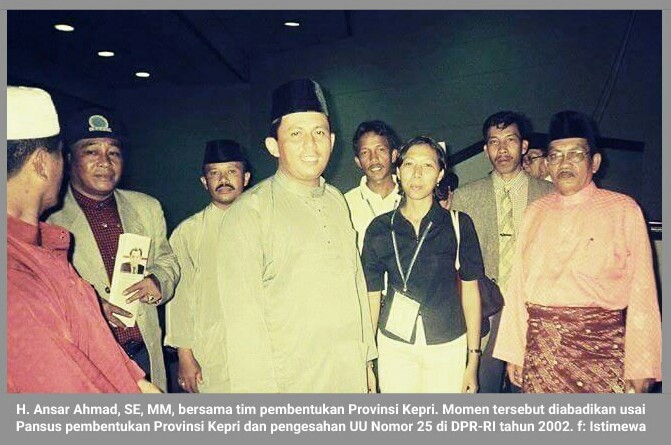 H. Ansar Ahmad, SE, MM, bersama tim pembentukan Provinsi Kepri. Momen tersebut diabadikan usai
Pansus pembentukan Provinsi Kepri dan pengesahan UU Nomor 25 di DPR-RI tahun 2002. f: Istimewa